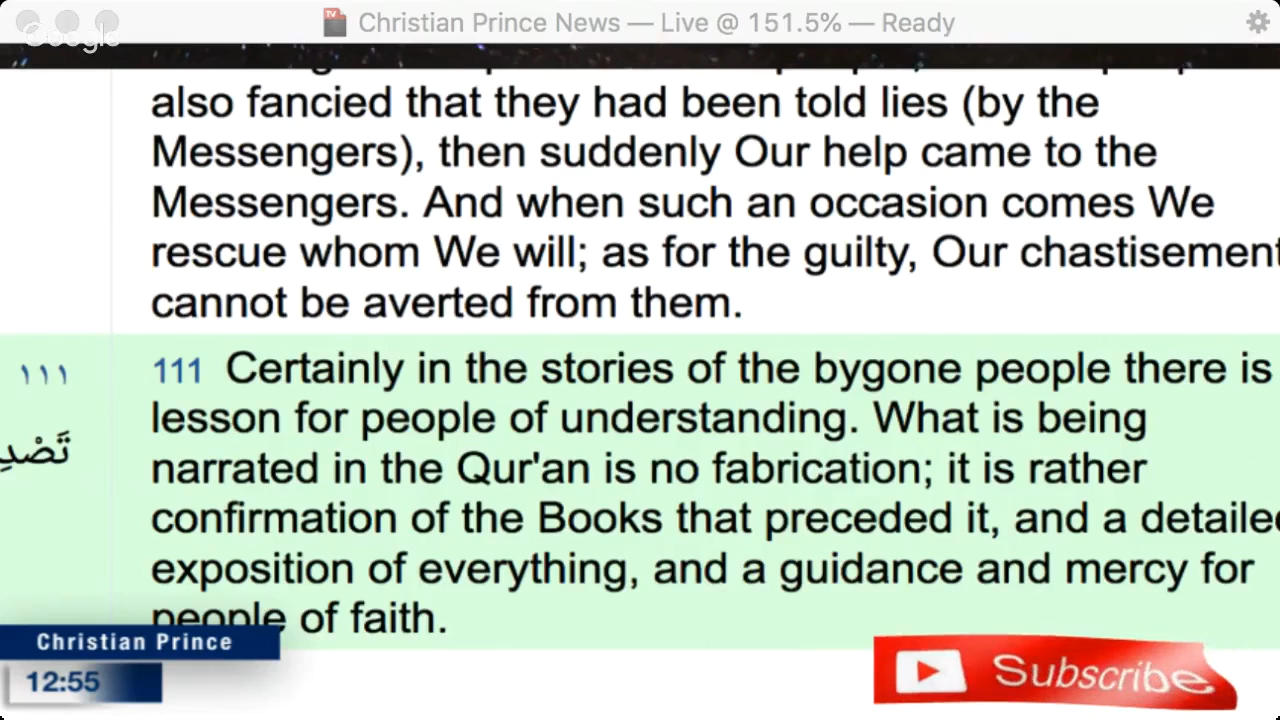 Christian Prince News — Live @ 151.5% — Ready
Google
also fancied that they had been told lies (by the
Messengers), then suddenly Our help came to the
Messengers. And when such an occasion comes We
rescue whom We will; as for the guilty, Our chastisement
cannot be averted from them.
١١١
111 Certainly in the stories of the bygone people there is
lesson for people of understanding. What is being
narrated in the Qur'an is no fabrication; it is rather
confirmation of the Books that preceded it, and a detailed
exposition of everything, and a guidance and mercy for
people of faith.
Christian Prince
12:55
Subscribe